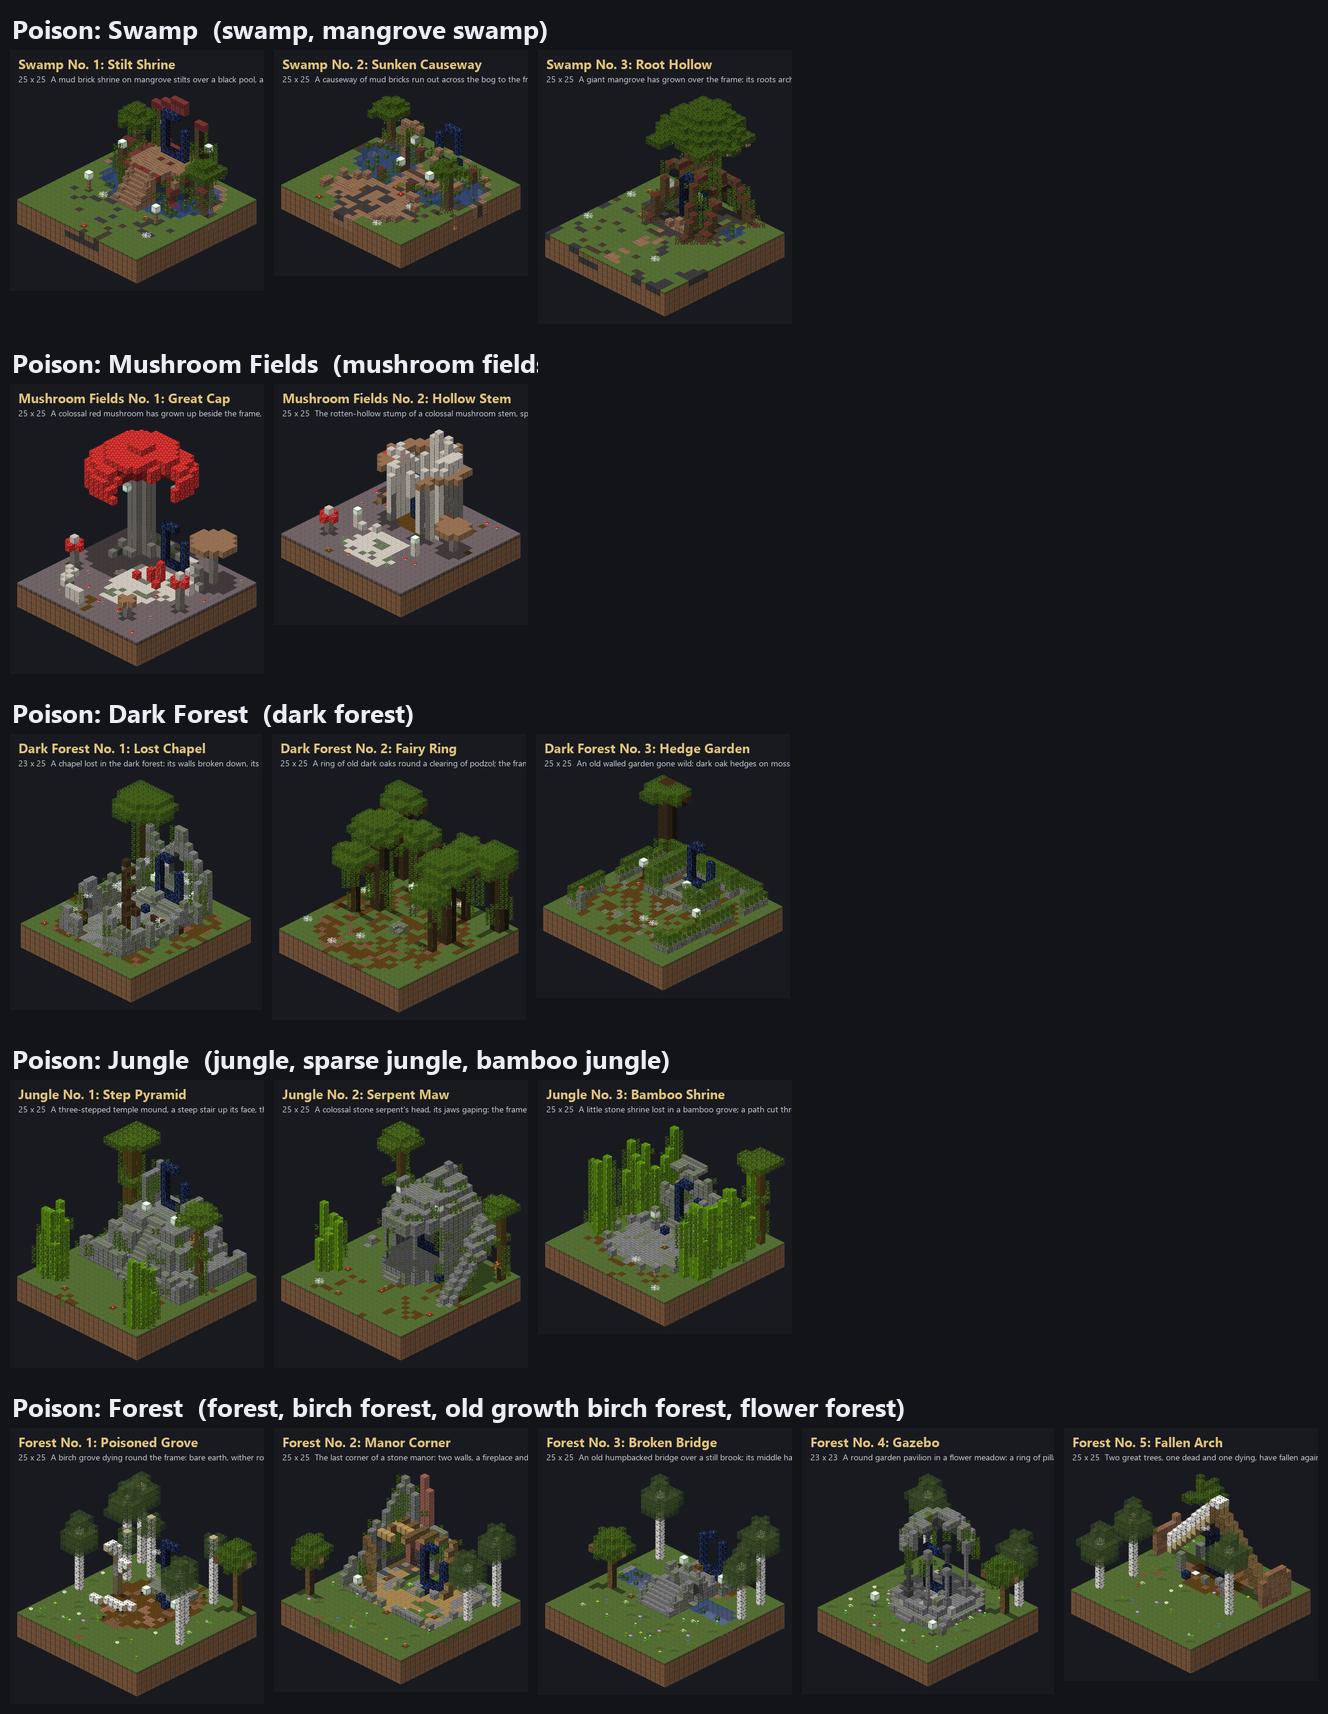 Poison: Swamp (swamp, mangrove swamp)
Swamp No. 1: Stilt Shrine
25 x 25 A mud brick shrine on mangrove stilts over a black pool, a
Swamp No. 2: Sunken Causeway
25 x 25 A causeway of mud bricks run out across the bog to the fr
Swamp No. 3: Root Hollow
25 x 25 A giant mangrove has grown over the frame: its roots arch
Poison: Mushroom Fields (mushroom fields
Mushroom Fields No. 1: Great Cap
25 x 25 A colossal red mushroom has grown up beside the frame,
Mushroom Fields No. 2: Hollow Stem
25 x 25 The rotten-hollow stump of a colossal mushroom stem, sp
Poison: Dark Forest (dark forest)
Dark Forest No. 1: Lost Chapel
23 x 25 A chapel lost in the dark forest: its walls broken down, its
Dark Forest No. 2: Fairy Ring
25 x 25 A ring of old dark oaks round a clearing of podzol; the fran
Dark Forest No. 3: Hedge Garden
25 x 25 An old walled garden gone wild: dark oak hedges on moss
Poison: Jungle (jungle, sparse jungle, bamboo jungle)
Jungle No. 1: Step Pyramid
25 x 25 A three-stepped temple mound, a steep stair up its face, th
Jungle No. 2: Serpent Maw
25 x 25 A colossal stone serpent's head, its jaws gaping: the frame
Jungle No. 3: Bamboo Shrine
25 x 25 A little stone shrine lost in a bamboo grove; a path cut thr
Poison: Forest (forest, birch forest, old growth birch forest, flower forest)
Forest No. 1: Poisoned Grove
25 x 25 A birch grove dying round the frame: bare earth, wither ro
Forest No. 2: Manor Corner
25 x 25 The last corner of a stone manor: two walls, a fireplace and
Forest No. 3: Broken Bridge
25 x 25 An old humpbacked bridge over a still brook; its middle ha
Forest No. 4: Gazebo
23 x 23 A round garden pavilion in a flower meadow: a ring of pill
Forest No. 5: Fallen Arch
25 x 25 Two great trees, one dead and one dying, have fallen again